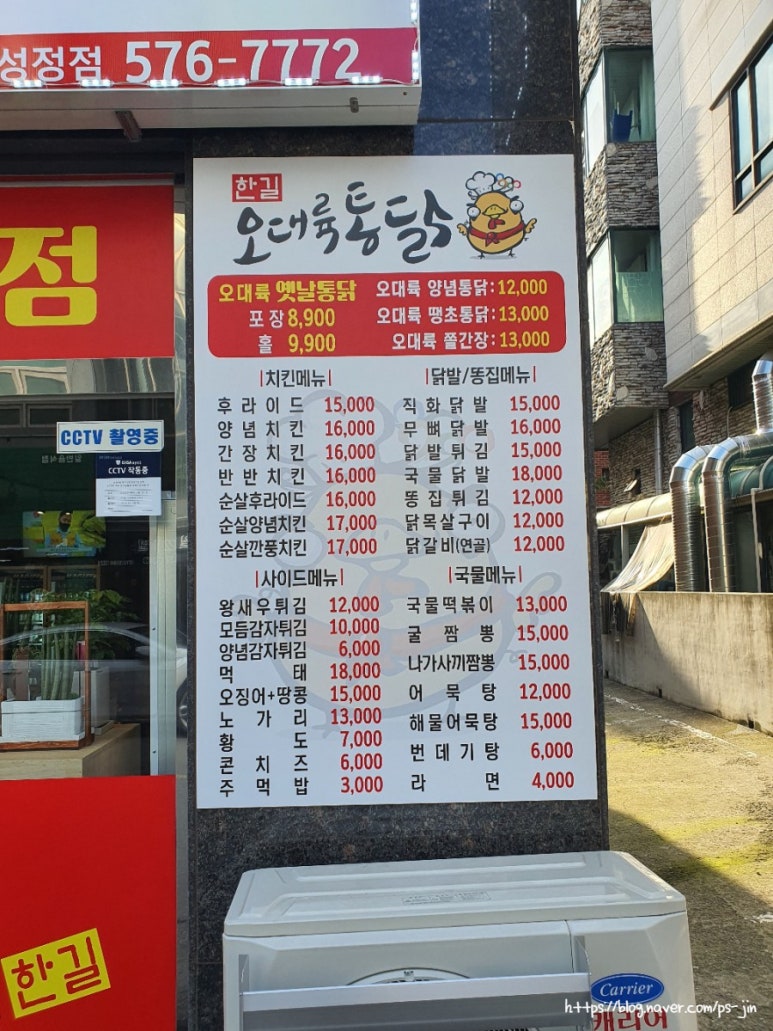 성정점 576-7772
한길
오대륙통닭
오대륙 옛날통닭
포 장 8,900
홀 9,900
오대륙 양념통닭:12,000
오대륙 땡초통닭:13,000
오대륙 쫄간장:13,000
치킨메뉴
후라이드 15,000
양념치킨 16,000
간장치킨 16,000
반반치킨 16,000
순살후라이드 16,000
순살양념치킨 17,000
순살깐풍치킨 17,000
닭발/똥집메뉴
직화닭발 15,000
무뼈닭발 16,000
닭발튀김 15,000
국물닭발 18,000
똥집튀김 12,000
닭목살구이 12,000
닭갈비(연골) 12,000
사이드메뉴
왕새우튀김 12,000
모듬감자튀김 10,000
양념감자튀김 6,000
먹태 18,000
오징어+땅콩 15,000
노가리 13,000
황도 7,000
콘치즈 6,000
주먹밥 3,000
국물메뉴
국물떡볶이 13,000
굴짬뽕 15,000
나가사끼짬뽕 15,000
어묵탕 12,000
해물어묵탕 15,000
번데기탕 6,000
라면 4,000
점
CCTV 촬영중
CCTV 작동중
한길
Carrier
캐리어
https://blog.naver.com/ps-jin